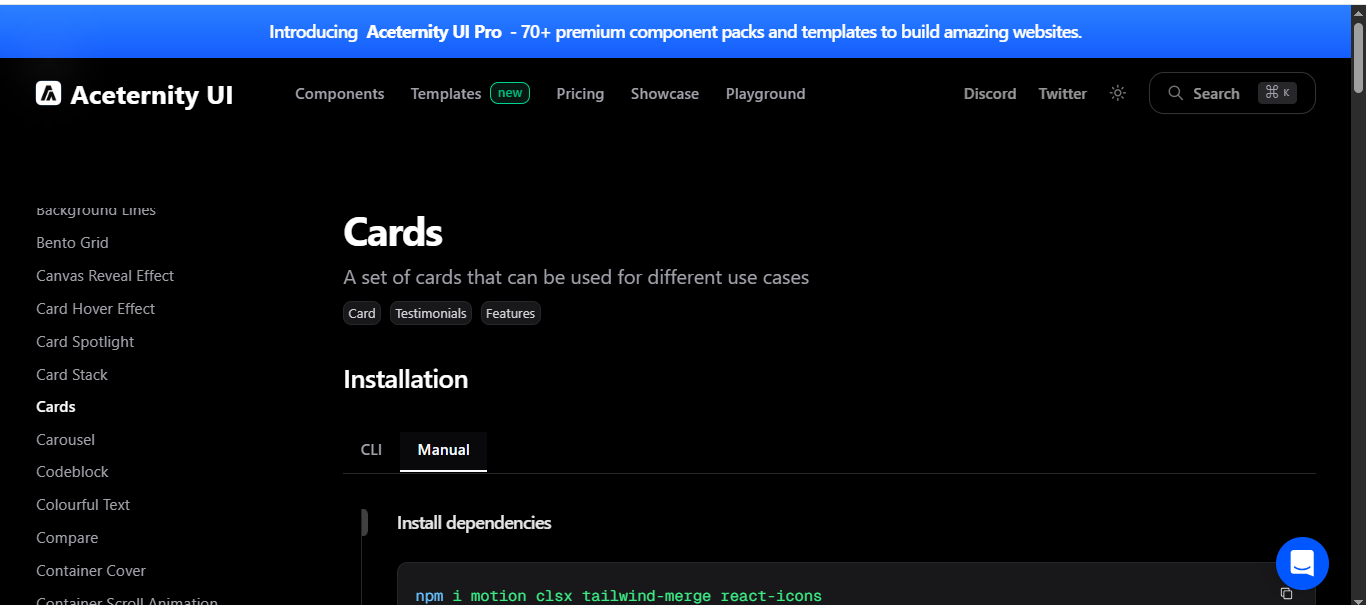 Introducing Aceternity UI Pro - 70+ premium component packs and templates to build amazing websites.
Aceternity UI
Components Templates new Pricing Showcase Playground Discord Twitter Search ⌘ K
Background Lines
Bento Grid
Canvas Reveal Effect
Card Hover Effect
Card Spotlight
Card Stack
Cards
Carousel
Codeblock
Colourful Text
Compare
Container Cover
Container Scroll Animation
Cards
A set of cards that can be used for different use cases
Card Testimonials Features
Installation
CLI Manual
Install dependencies
npm i motion clsx tailwind-merge react-icons